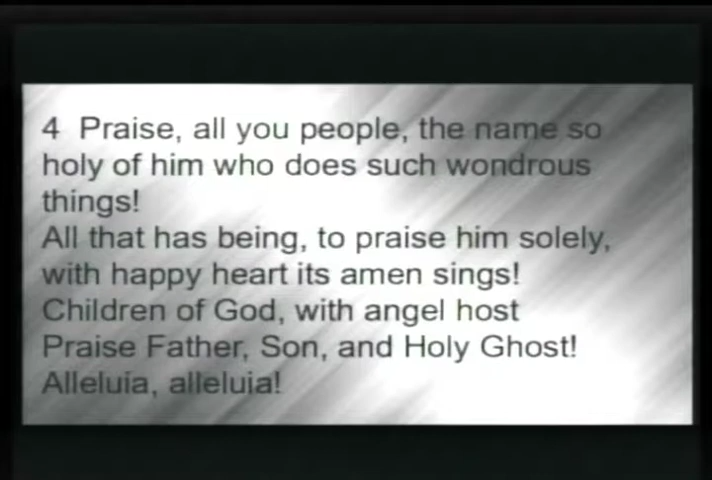 4 Praise, all you people, the name so
holy of him who does such wondrous
things!
All that has being, to praise him solely,
with happy heart its amen sings!
Children of God, with angel host
Praise Father, Son, and Holy Ghost!
Alleluia, alleluia!